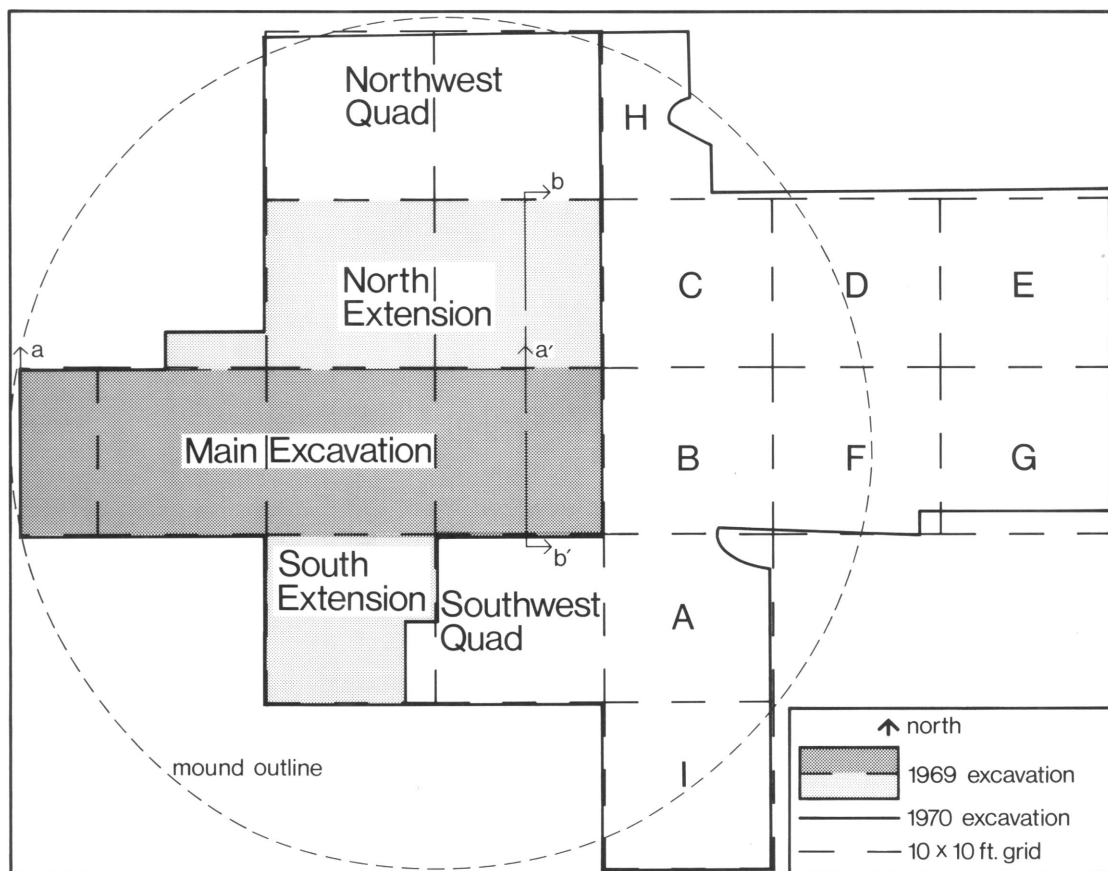 Northwest
Quad
H
b
North
Extension
C
D
E
a
a′
Main Excavation
B
F
G
b′
South
Extension
Southwest
Quad
A
mound outline
I
north
1969 excavation
1970 excavation
10 x 10 ft. grid